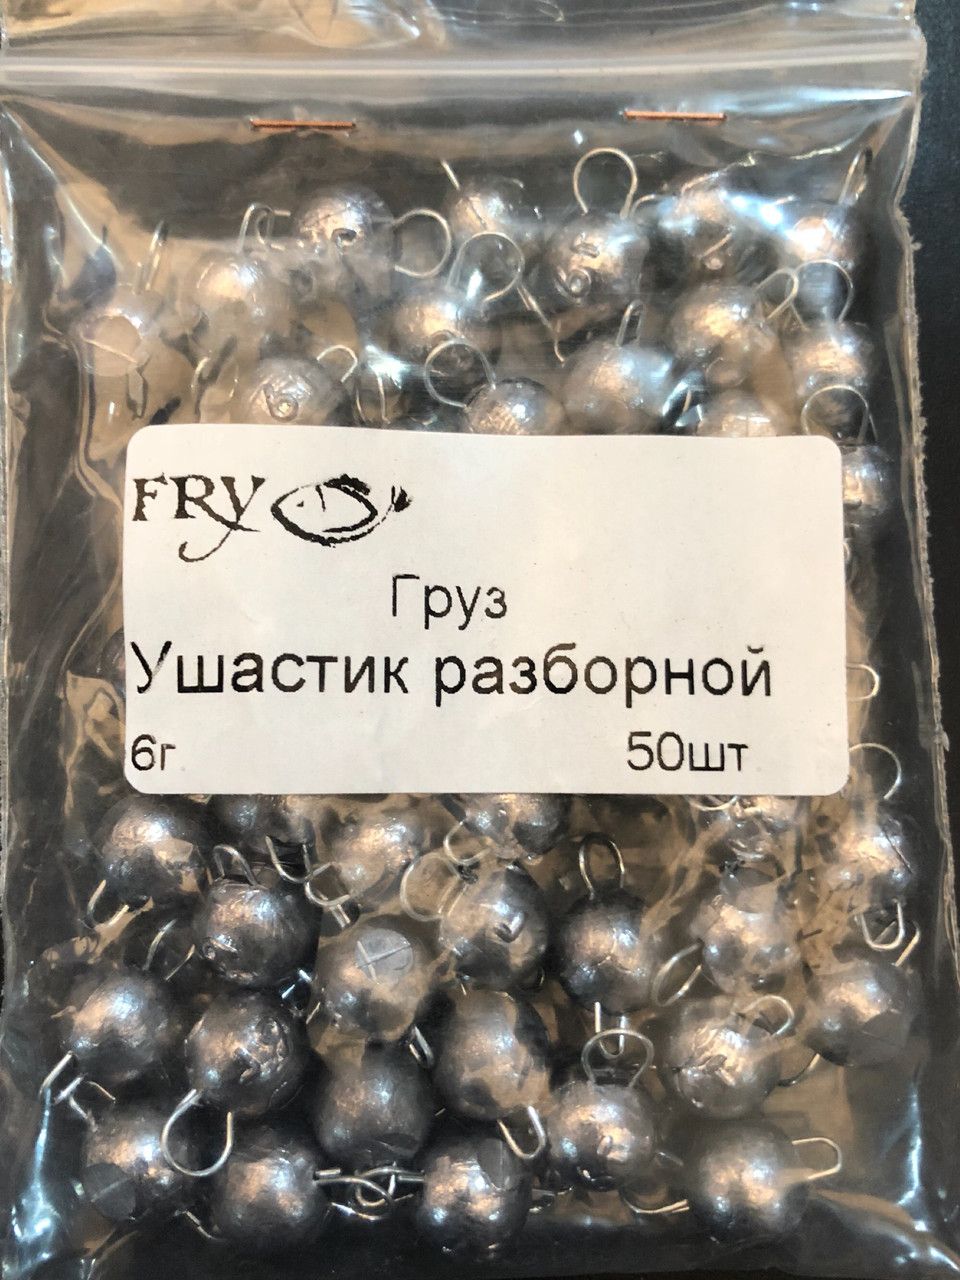 FRY
Груз
Ушастик разборной
6г 50шт